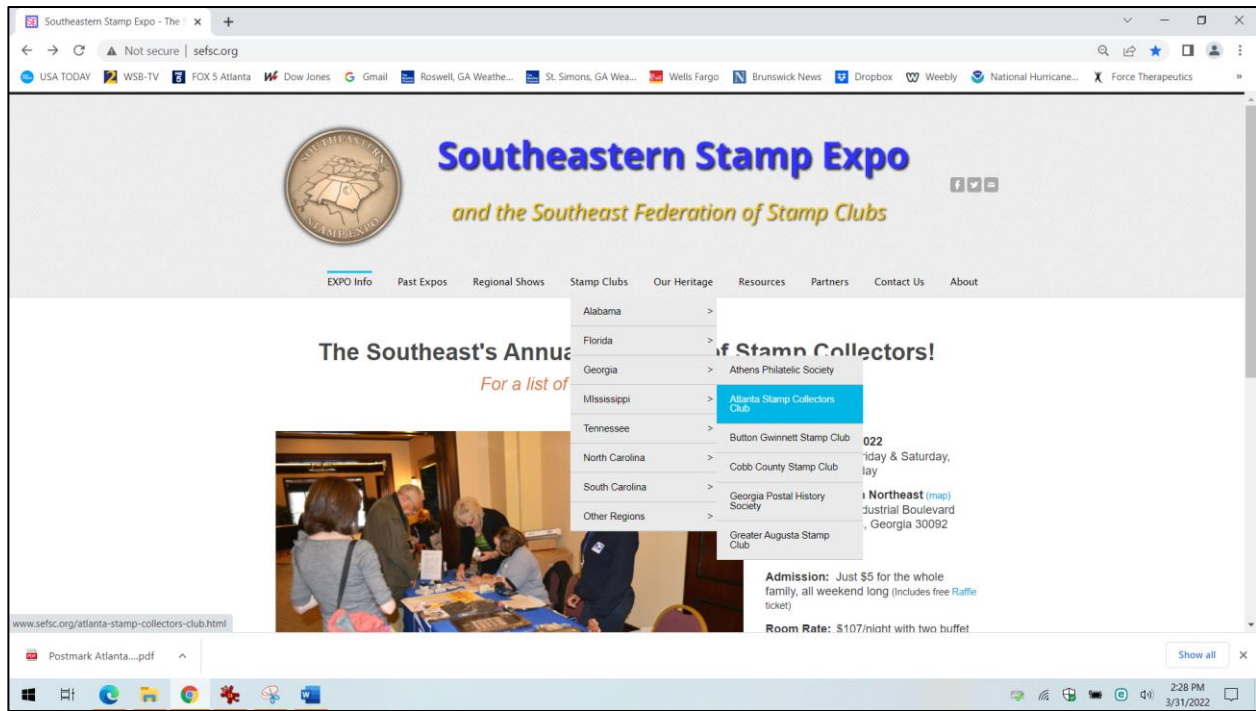 Southeastern Stamp Expo - The S
Not secure | sefsc.org
USA TODAY WSB-TV FOX 5 Atlanta Dow Jones Gmail Roswell, GA Weathe... St. Simons, GA Wea... Wells Fargo Brunswick News Dropbox Weebly National Hurricane... Force Therapeutics »
SOUTHEASTERN
STAMP EXPO
Southeastern Stamp Expo
and the Southeast Federation of Stamp Clubs
EXPO Info Past Expos Regional Shows Stamp Clubs Our Heritage Resources Partners Contact Us About
Alabama >
Florida >
Georgia >
MIssissippi >
Tennessee >
North Carolina >
South Carolina >
Other Regions >
Athens Philatelic Society
Atlanta Stamp Collectors
Club
Button Gwinnett Stamp Club
Cobb County Stamp Club
Georgia Postal History
Society
Greater Augusta Stamp
Club
The Southeast's Annua f Stamp Collectors!
For a list of
022
iday & Saturday,
lay
Northeast (map)
dustrial Boulevard
, Georgia 30092
Admission: Just $5 for the whole
family, all weekend long (Includes free Raffle
ticket)
Room Rate: $107/night with two buffet
www.sefsc.org/atlanta-stamp-collectors-club.html
Postmark Atlanta....pdf
Show all
2:28 PM
3/31/2022